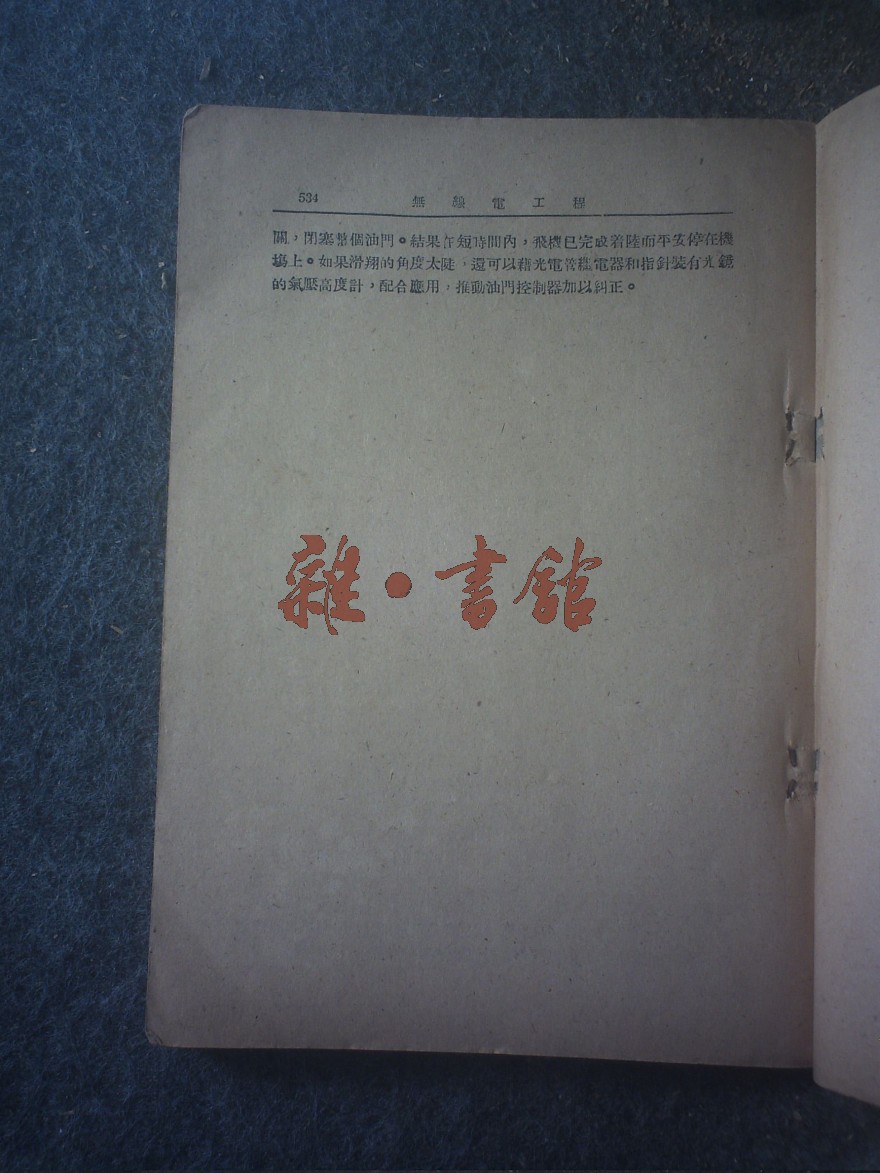 534 無線電工程
關，閉塞整個油門。結果在短時間內，飛機已完成着陸而平安停在機
塲上。如果滑翔的角度太陡，還可以藉光電替續電器和指針裝有光鏡
的氣壓高度計，配合應用，推動油門控制器加以糾正。
雜·書館